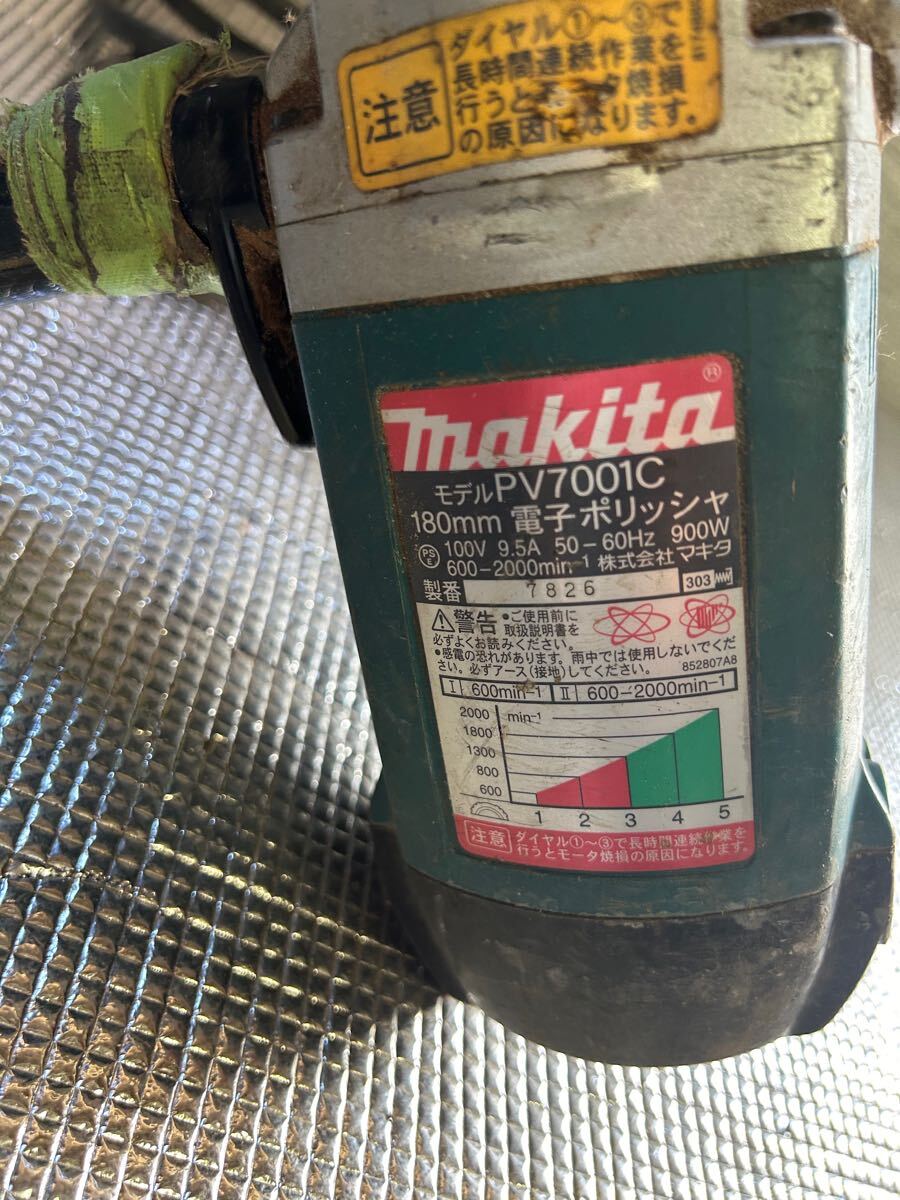 注意
ダイヤル①〜③で
長時間連続作業を
行うとモータ焼損
の原因になります。
makita®
モデルPV7001C
180mm 電子ポリッシャ
100V 9.5A 50-60Hz 900W
600-2000min⁻¹ 株式会社マキタ
製番 7826 303
⚠警告 •ご使用前に
取扱説明書を
必ずよくお読みください。
•感電の恐れがあります。雨中では使用しないでくだ
さい。必ずアース(接地)してください。 852807A8
I 600min⁻¹ II 600-2000min⁻¹
2000 min⁻¹
1800
1300
800
600
1 2 3 4 5
注意 ダイヤル①〜③で長時間連続作業を
行うとモータ焼損の原因になります。